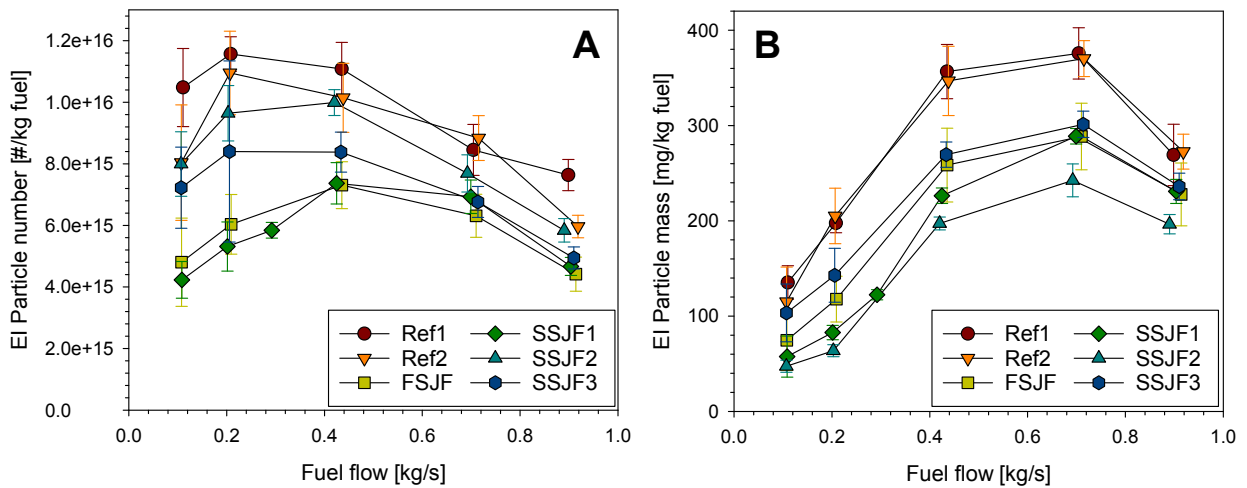 A
EI Particle number [#/kg fuel]
1.2e+16
1.0e+16
8.0e+15
6.0e+15
4.0e+15
2.0e+15
0.0
0.0 0.2 0.4 0.6 0.8 1.0
Fuel flow [kg/s]
Ref1 SSJF1
Ref2 SSJF2
FSJF SSJF3
B
EI Particle mass [mg/kg fuel]
400
300
200
100
0
0.0 0.2 0.4 0.6 0.8 1.0
Fuel flow [kg/s]
Ref1 SSJF1
Ref2 SSJF2
FSJF SSJF3